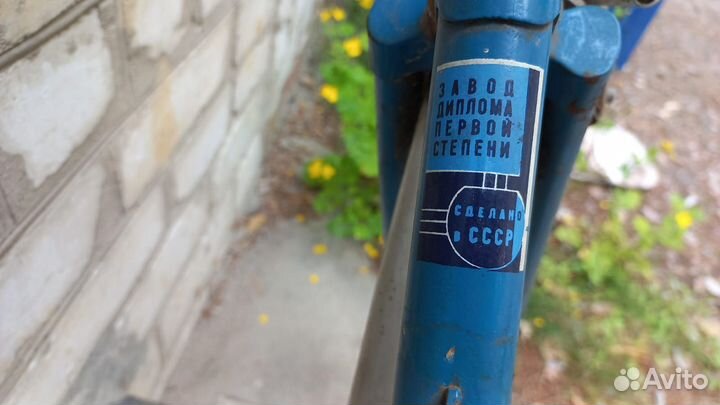 ЗАВОД
ДИПЛОМА
ПЕРВОЙ
СТЕПЕНИ
СДЕЛАНО
в СССР
Avito